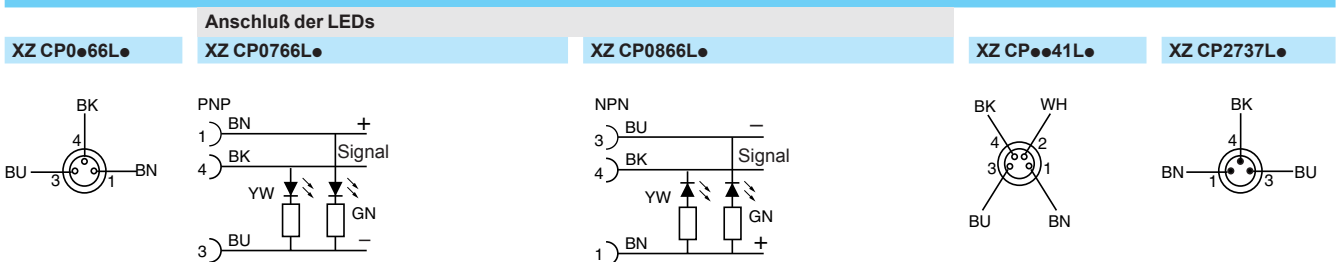 Anschluß der LEDs
XZ CP0●66L●
XZ CP0766L●
XZ CP0866L●
XZ CP●●41L●
XZ CP2737L●
BK
4
BU
3
1
BN
PNP
1
BN
+
4
BK
Signal
YW
GN
3
BU
–
NPN
3
BU
–
4
BK
Signal
YW
GN
1
BN
+
BK
WH
4
2
3
1
BU
BN
BK
4
BN
1
3
BU